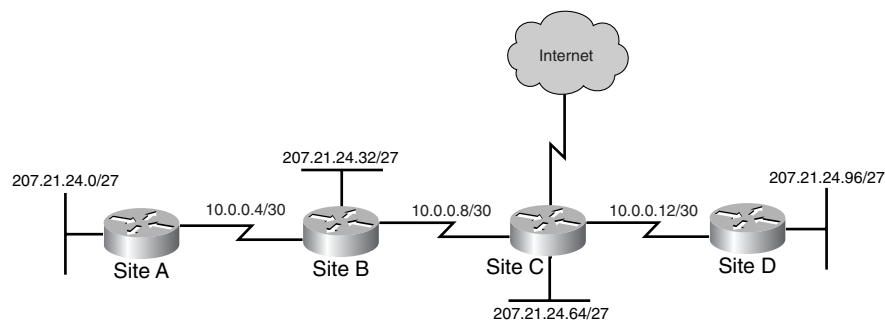 Internet
207.21.24.32/27
207.21.24.0/27
207.21.24.96/27
10.0.0.4/30
10.0.0.8/30
10.0.0.12/30
Site A
Site B
Site C
Site D
207.21.24.64/27